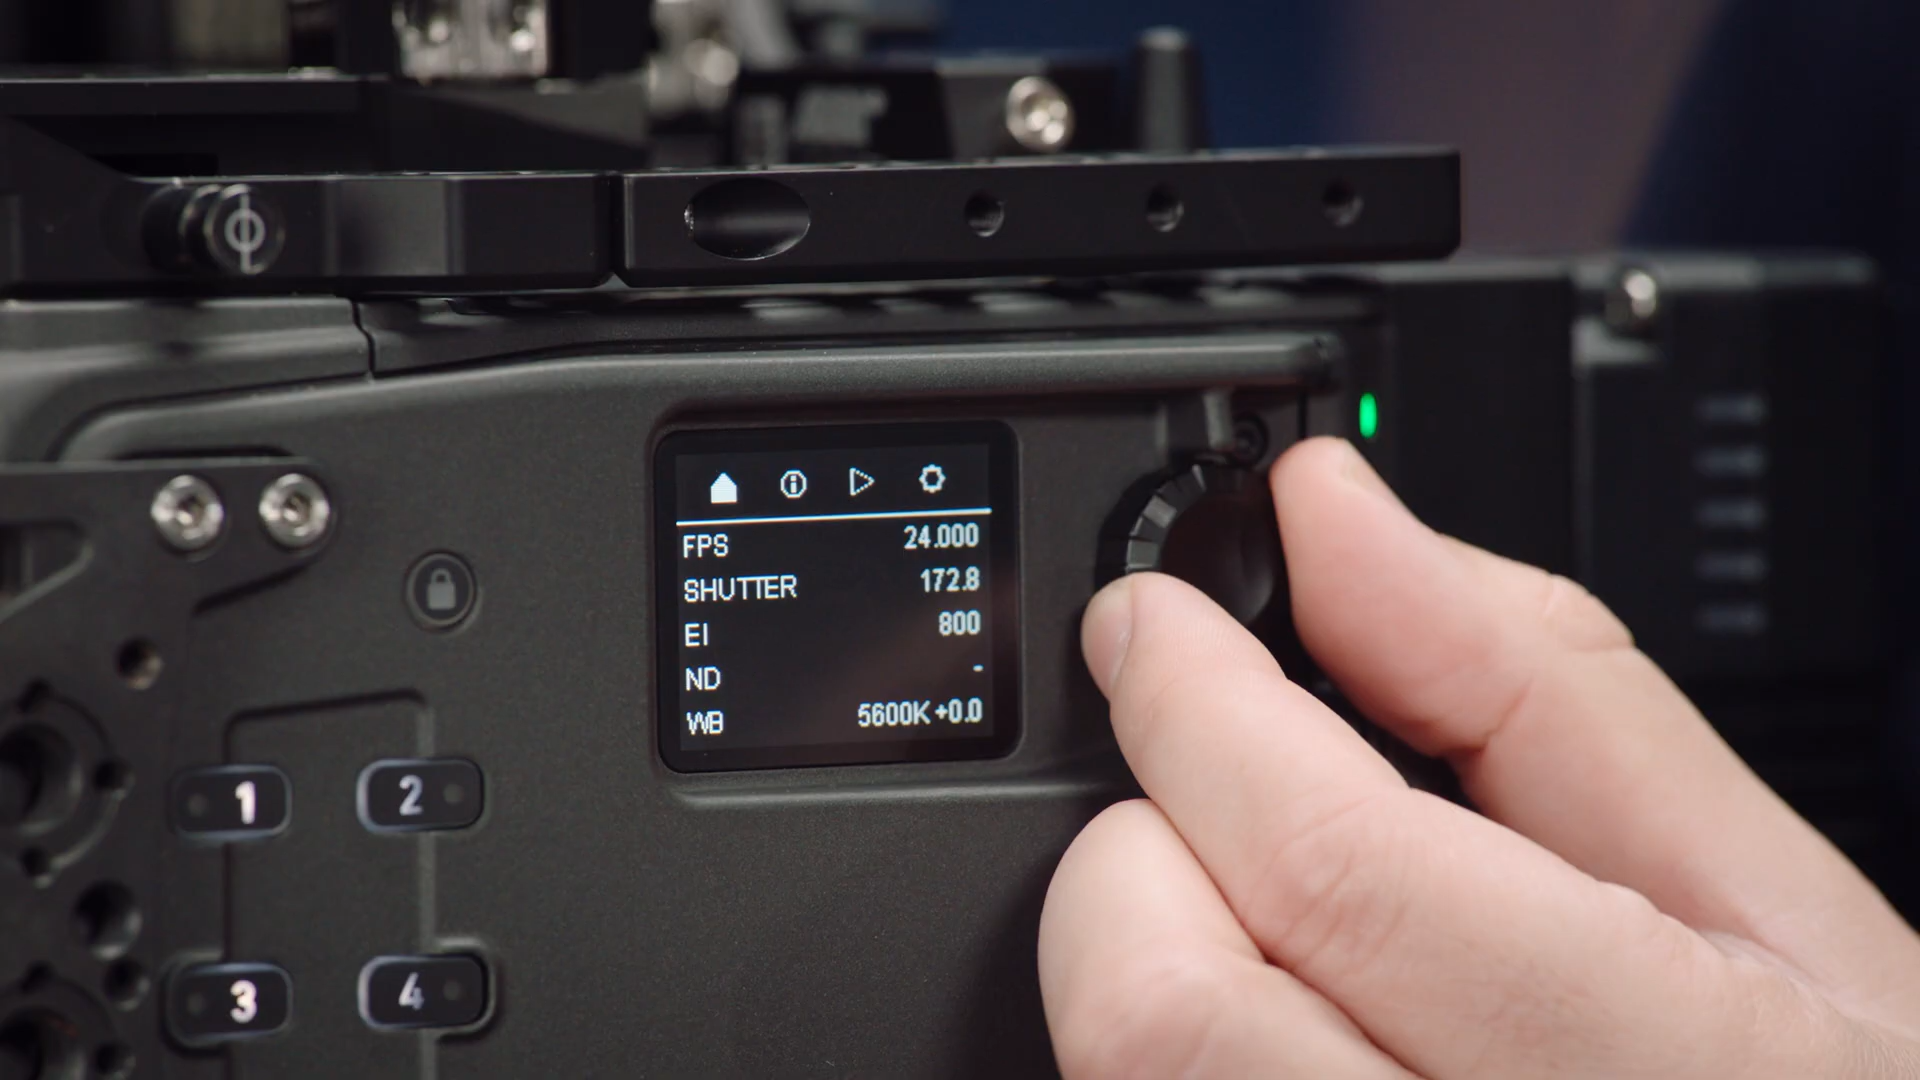 FPS 24.000
SHUTTER 172.8
EI 800
ND -
WB 5600K +0.0
1 2
3 4